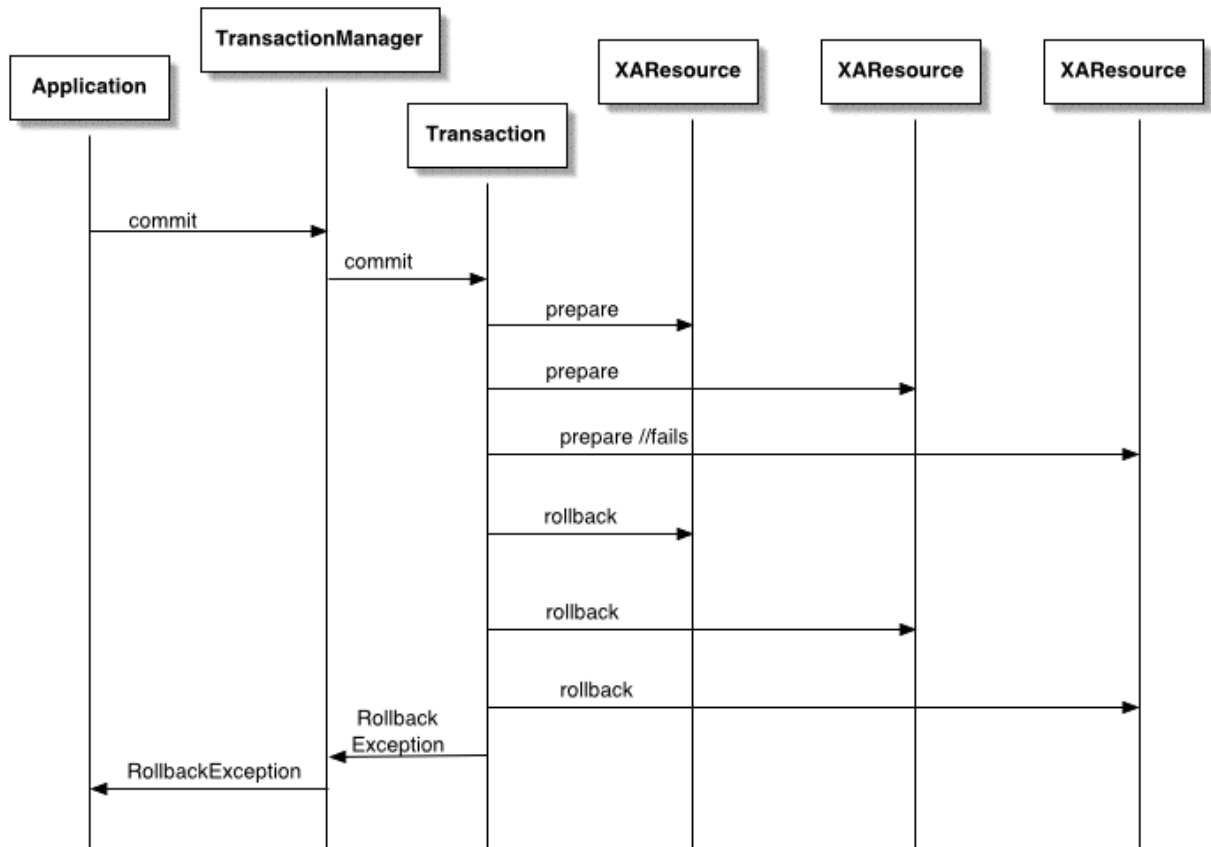 TransactionManager
Application
XAResource
XAResource
XAResource
Transaction
commit
commit
prepare
prepare
prepare //fails
rollback
rollback
rollback
Rollback
Exception
RollbackException